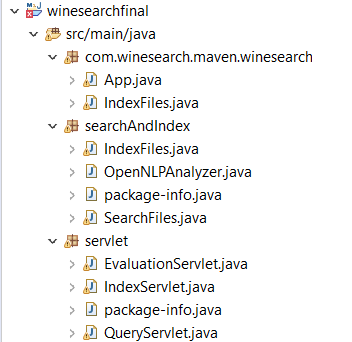 winesearchfinal
src/main/java
com.winesearch.maven.winesearch
App.java
IndexFiles.java
searchAndIndex
IndexFiles.java
OpenNLPAnalyzer.java
package-info.java
SearchFiles.java
servlet
EvaluationServlet.java
IndexServlet.java
package-info.java
QueryServlet.java